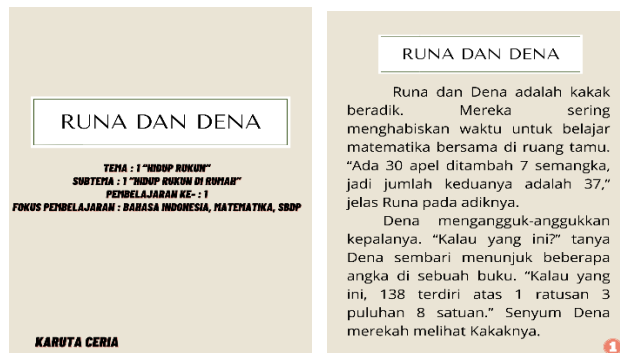 RUNA DAN DENA
TEMA : 1 "HIDUP RUKUN"
SUBTEMA : 1 "HIDUP RUKUN DI RUMAH"
PEMBELAJARAN KE- : 1
FOKUS PEMBELAJARAN : BAHASA INDONESIA, MATEMATIKA, SBDP
KARUTA CERIA
RUNA DAN DENA
Runa dan Dena adalah kakak
beradik. Mereka sering
menghabiskan waktu untuk belajar
matematika bersama di ruang tamu.
“Ada 30 apel ditambah 7 semangka,
jadi jumlah keduanya adalah 37,”
jelas Runa pada adiknya.
Dena mengangguk-anggukkan
kepalanya. “Kalau yang ini?” tanya
Dena sembari menunjuk beberapa
angka di sebuah buku. “Kalau yang
ini, 138 terdiri atas 1 ratusan 3
puluhan 8 satuan.” Senyum Dena
merekah melihat Kakaknya.
1